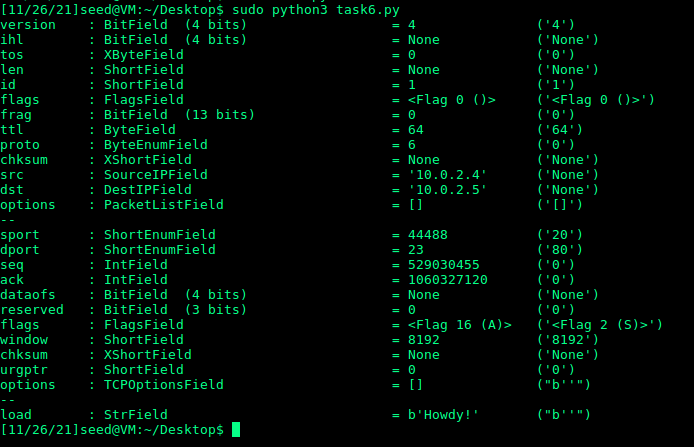 [11/26/21]seed@VM:~/Desktop$ sudo python3 task6.py
version    : BitField  (4 bits)                  = 4               ('4')
ihl        : BitField  (4 bits)                  = None            ('None')
tos        : XByteField                          = 0               ('0')
len        : ShortField                          = None            ('None')
id         : ShortField                          = 1               ('1')
flags      : FlagsField                          = <Flag 0 ()>     ('<Flag 0 ()>')
frag       : BitField  (13 bits)                 = 0               ('0')
ttl        : ByteField                           = 64              ('64')
proto      : ByteEnumField                       = 6               ('0')
chksum     : XShortField                         = None            ('None')
src        : SourceIPField                       = '10.0.2.4'      ('None')
dst        : DestIPField                         = '10.0.2.5'      ('None')
options    : PacketListField                     = []              ('[]')
--
sport      : ShortEnumField                      = 44488           ('20')
dport      : ShortEnumField                      = 23              ('80')
seq        : IntField                            = 529030455       ('0')
ack        : IntField                            = 1060327120      ('0')
dataofs    : BitField  (4 bits)                  = None            ('None')
reserved   : BitField  (3 bits)                  = 0               ('0')
flags      : FlagsField                          = <Flag 16 (A)>   ('<Flag 2 (S)>')
window     : ShortField                          = 8192            ('8192')
chksum     : XShortField                         = None            ('None')
urgptr     : ShortField                          = 0               ('0')
options    : TCPOptionsField                     = []              ("b''")
--
load       : StrField                            = b'Howdy!'       ("b''")
[11/26/21]seed@VM:~/Desktop$